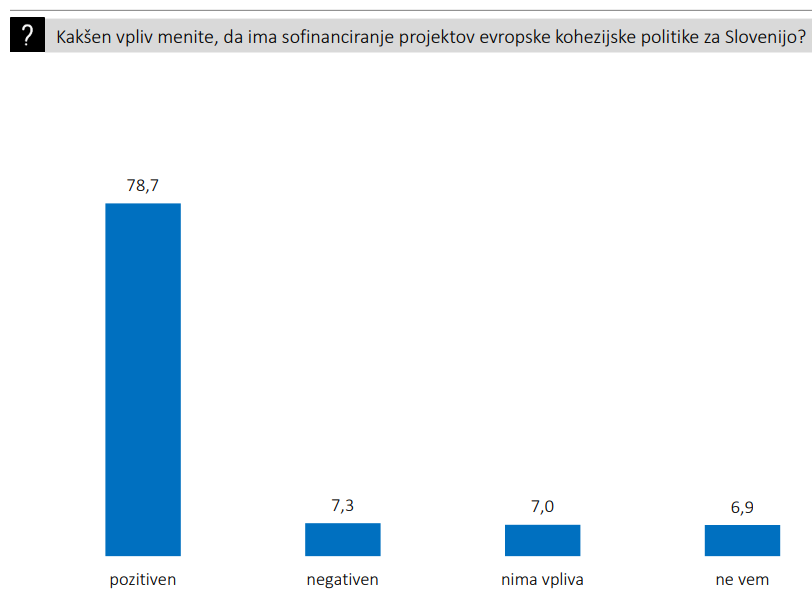 ? Kakšen vpliv menite, da ima sofinanciranje projektov evropske kohezijske politike za Slovenijo?
78,7
7,3
7,0
6,9
pozitiven
negativen
nima vpliva
ne vem